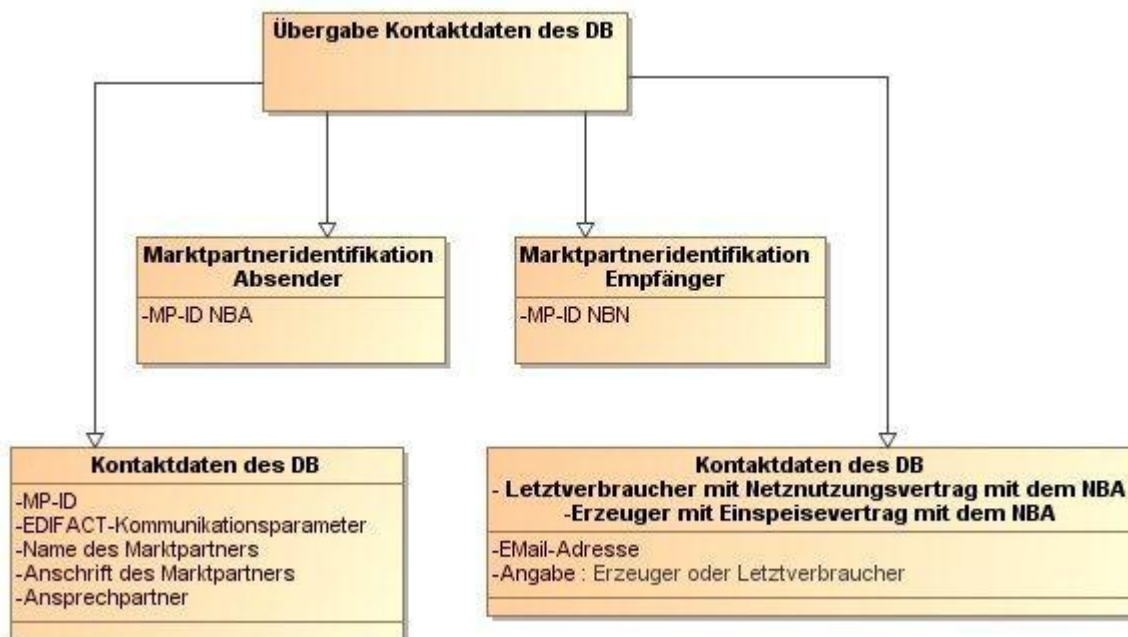 Übergabe Kontaktdaten des DB
Marktpartneridentifikation
Absender
-MP-ID NBA
Marktpartneridentifikation
Empfänger
-MP-ID NBN
Kontaktdaten des DB
-MP-ID
-EDIFACT-Kommunikationsparameter
-Name des Marktpartners
-Anschrift des Marktpartners
-Ansprechpartner
Kontaktdaten des DB
- Letztverbraucher mit Netznutzungsvertrag mit dem NBA
-Erzeuger mit Einspeisevertrag mit dem NBA
-EMail-Adresse
-Angabe : Erzeuger oder Letztverbraucher